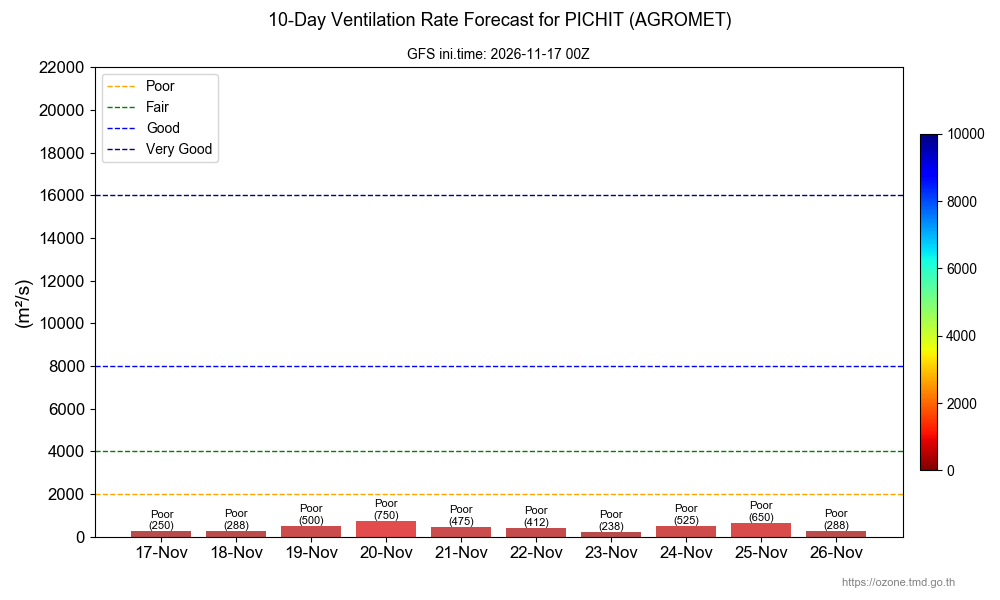 10-Day Ventilation Rate Forecast for PICHIT (AGROMET)
GFS ini.time: 2026-11-17 00Z
(m²/s)
22000
20000
18000
16000
14000
12000
10000
8000
6000
4000
2000
0
Poor
Fair
Good
Very Good
Poor
(250)
Poor
(288)
Poor
(500)
Poor
(750)
Poor
(475)
Poor
(412)
Poor
(238)
Poor
(525)
Poor
(650)
Poor
(288)
17-Nov 18-Nov 19-Nov 20-Nov 21-Nov 22-Nov 23-Nov 24-Nov 25-Nov 26-Nov
10000
8000
6000
4000
2000
0
https://ozone.tmd.go.th